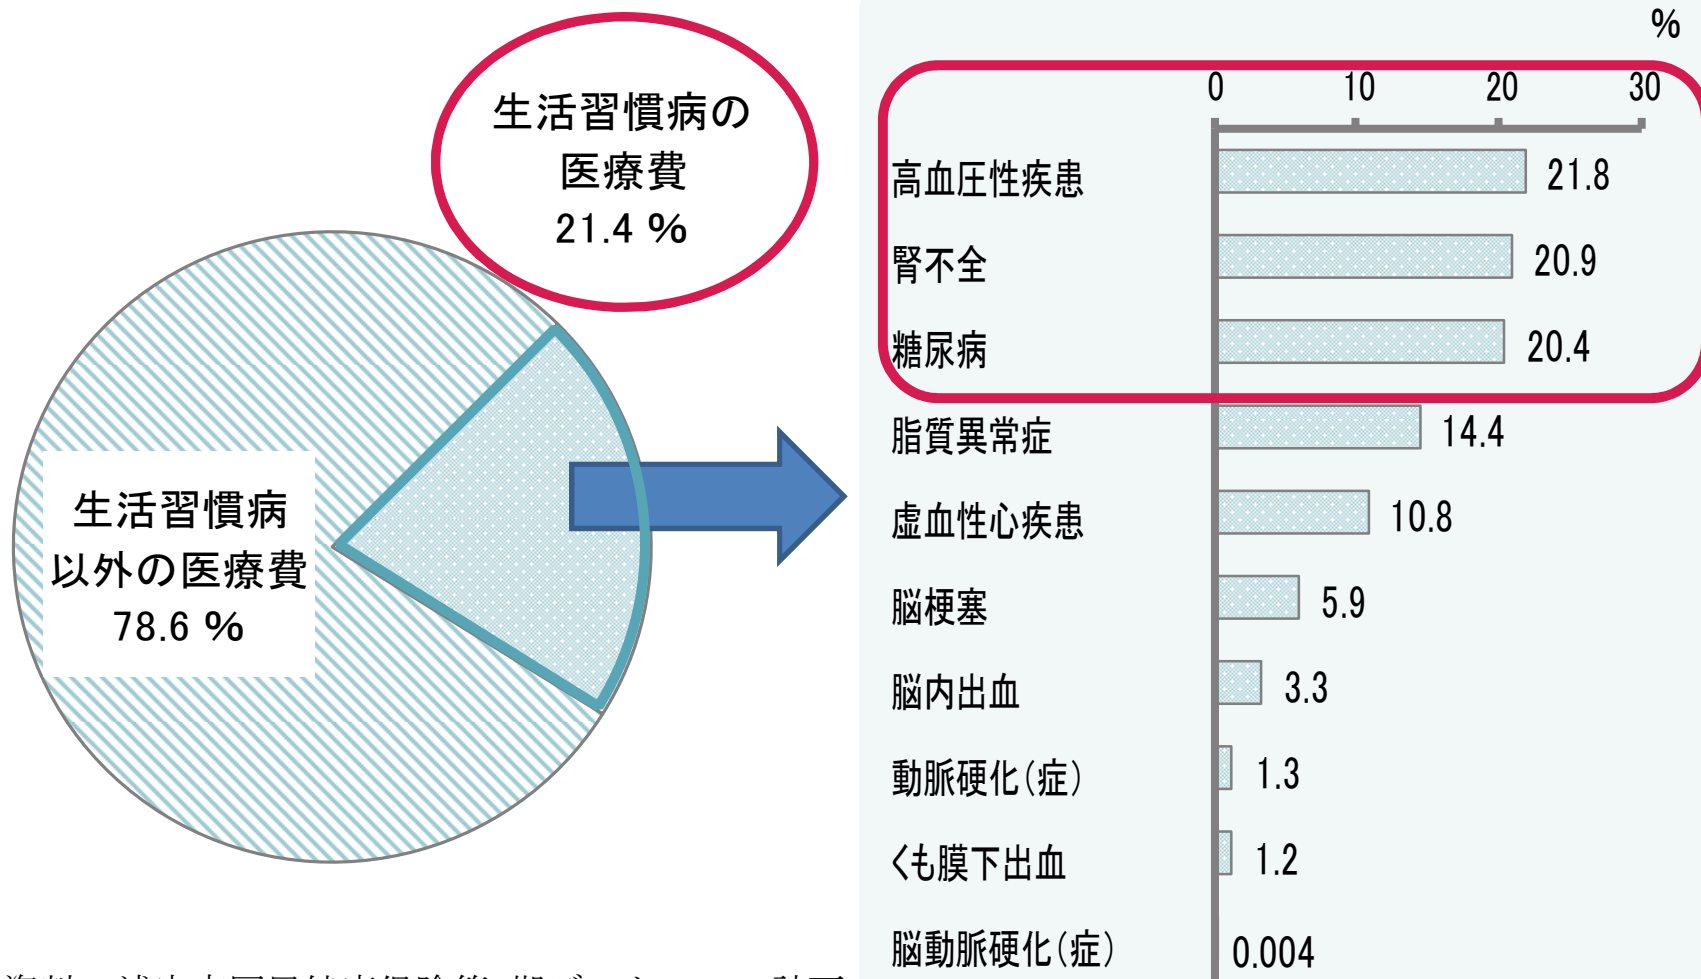 生活習慣病の
医療費
21.4 %
生活習慣病
以外の医療費
78.6 %
%
0 10 20 30
高血圧性疾患 21.8
腎不全 20.9
糖尿病 20.4
脂質異常症 14.4
虚血性心疾患 10.8
脳梗塞 5.9
脳内出血 3.3
動脈硬化(症) 1.3
くも膜下出血 1.2
脳動脈硬化(症) 0.004